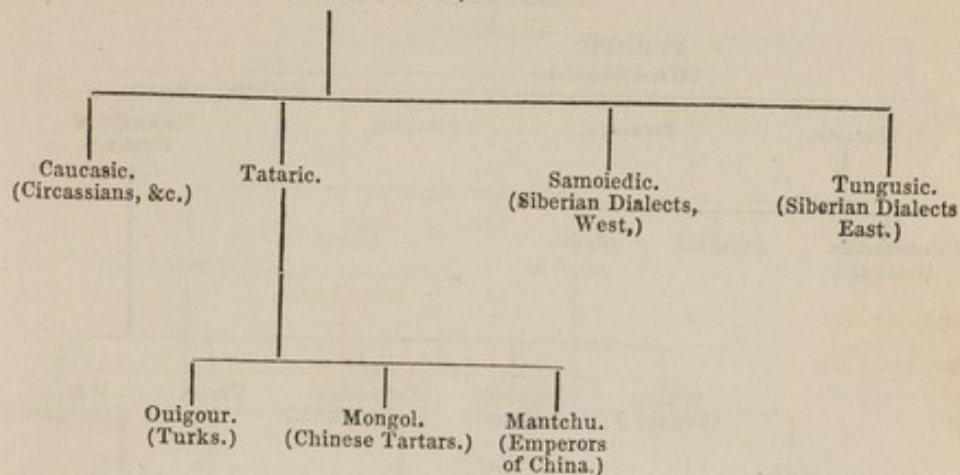 Caucasic.
(Circassians, &c.)
Tataric.
Samoiedic.
(Siberian Dialects,
West,)
Tungusic.
(Siberian Dialects
East.)
Ouigour.
(Turks.)
Mongol.
(Chinese Tartars.)
Mantchu.
(Emperors
of China.)